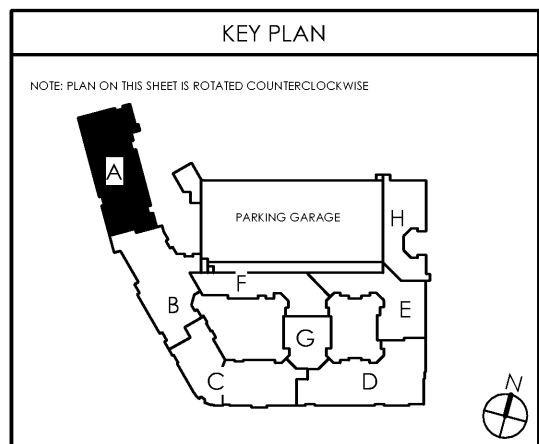 KEY PLAN
NOTE: PLAN ON THIS SHEET IS ROTATED COUNTERCLOCKWISE
A
PARKING GARAGE
H
F
B
E
G
C
D
N